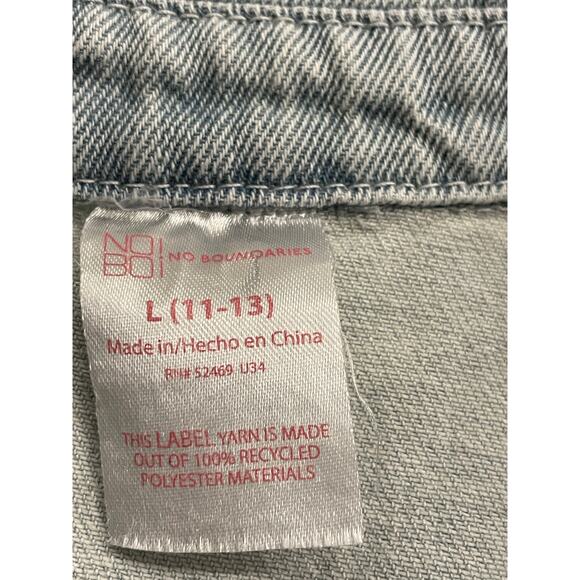 NO
BO
NO BOUNDARIES
L (11-13)
Made in/Hecho en China
RN# 52469 U34
THIS LABEL YARN IS MADE
OUT OF 100% RECYCLED
POLYESTER MATERIALS